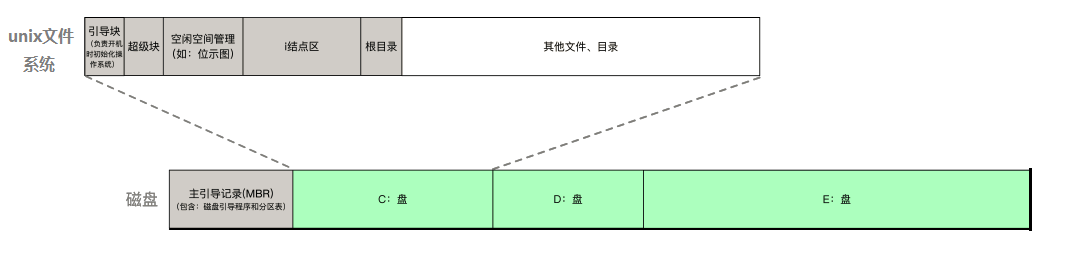 unix文件
系统
引导块
(负责开机
时初始化操
作系统)
超级块
空闲空间管理
(如：位示图)
i结点区
根目录
其他文件、目录
磁盘
主引导记录(MBR)
(包含：磁盘引导程序和分区表)
C：盘
D：盘
E：盘